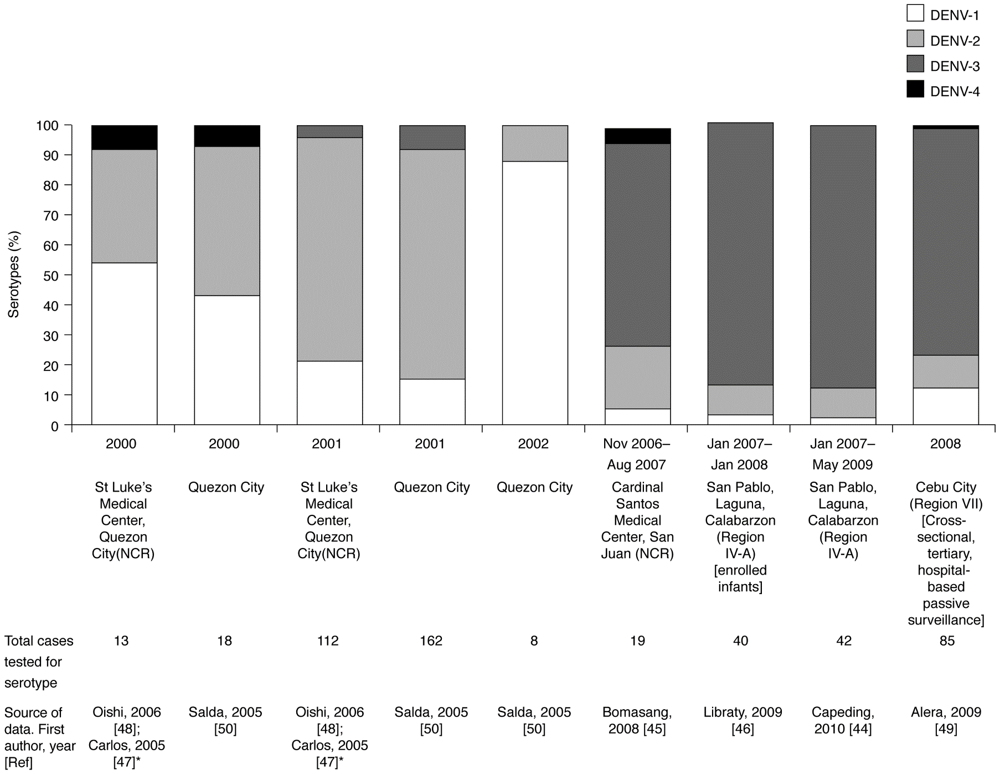 DENV-1
DENV-2
DENV-3
DENV-4
Serotypes (%)
100
90
80
70
60
50
40
30
20
10
0
2000
2000
2001
2001
2002
Nov 2006–
Aug 2007
Jan 2007–
Jan 2008
Jan 2007–
May 2009
2008
St Luke’s
Medical
Center,
Quezon
City(NCR)
Quezon City
St Luke’s
Medical
Center,
Quezon
City(NCR)
Quezon City
Quezon City
Cardinal
Santos
Medical
Center, San
Juan (NCR)
San Pablo,
Laguna,
Calabarzon
(Region
IV-A)
[enrolled
infants]
San Pablo,
Laguna,
Calabarzon
(Region
IV-A)
Cebu City
(Region VII)
[Cross-
sectional,
tertiary,
hospital-
based
passive
surveillance]
Total cases
tested for
serotype
13
18
112
162
8
19
40
42
85
Source of
data. First
author, year
[Ref]
Oishi, 2006
[48];
Carlos, 2005
[47]*
Salda, 2005
[50]
Oishi, 2006
[48];
Carlos, 2005
[47]*
Salda, 2005
[50]
Salda, 2005
[50]
Bomasang,
2008 [45]
Libraty, 2009
[46]
Capeding,
2010 [44]
Alera, 2009
[49]